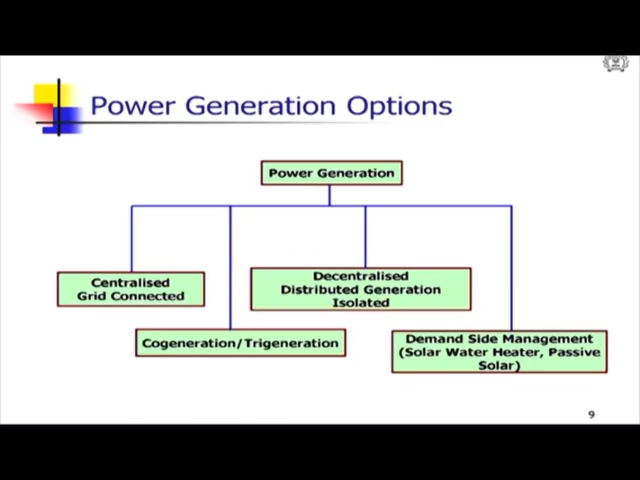 Power Generation Options
Power Generation
Centralised
Grid Connected
Decentralised
Distributed Generation
Isolated
Cogeneration/Trigeneration
Demand Side Management
(Solar Water Heater, Passive
Solar)
9